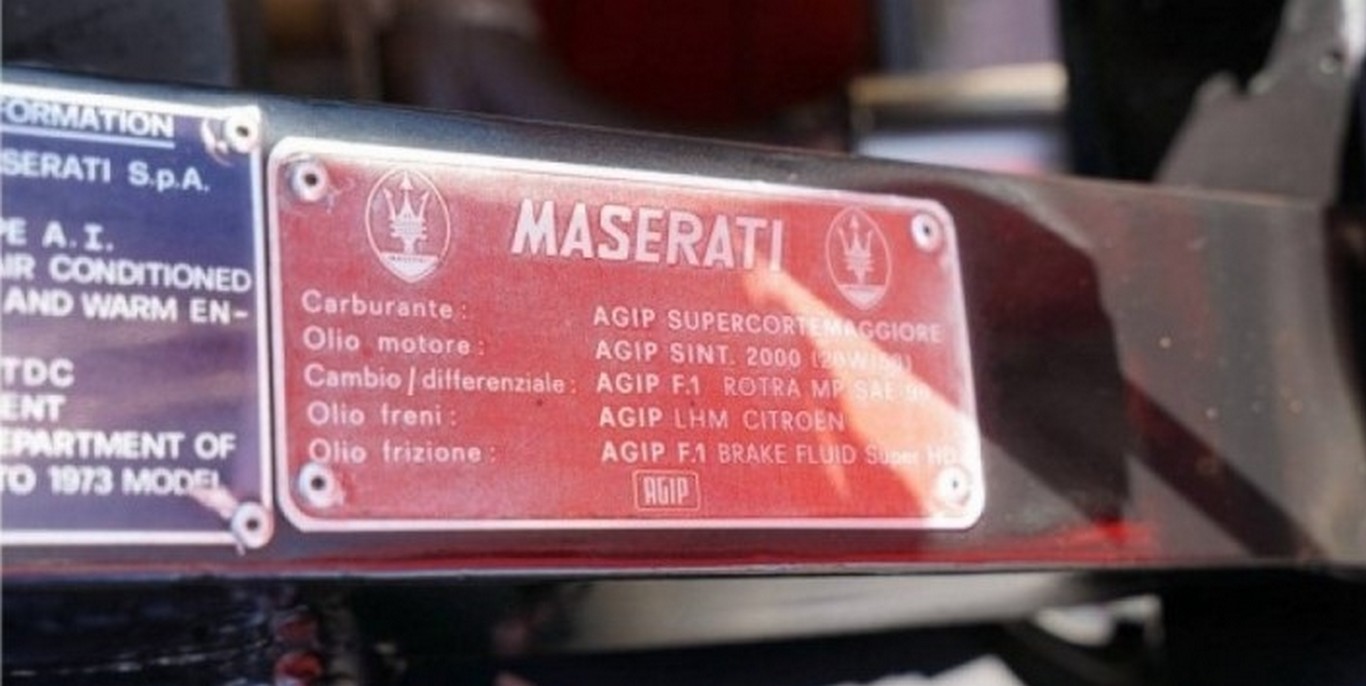 FORMATION
SERATI S.p.A.
PE A.I.
AIR CONDITIONED
AND WARM EN-
TDC
ENT
EPARTMENT OF
TO 1973 MODEL
MASERATI
Carburante: AGIP SUPERCORTEMAGGIORE
Olio motore: AGIP SINT. 2000
Cambio/differenziale: AGIP F.1 ROTRA MP SAE
Olio freni: AGIP LHM CITROEN
Olio frizione: AGIP F.1 BRAKE FLUID Super HD
AGIP